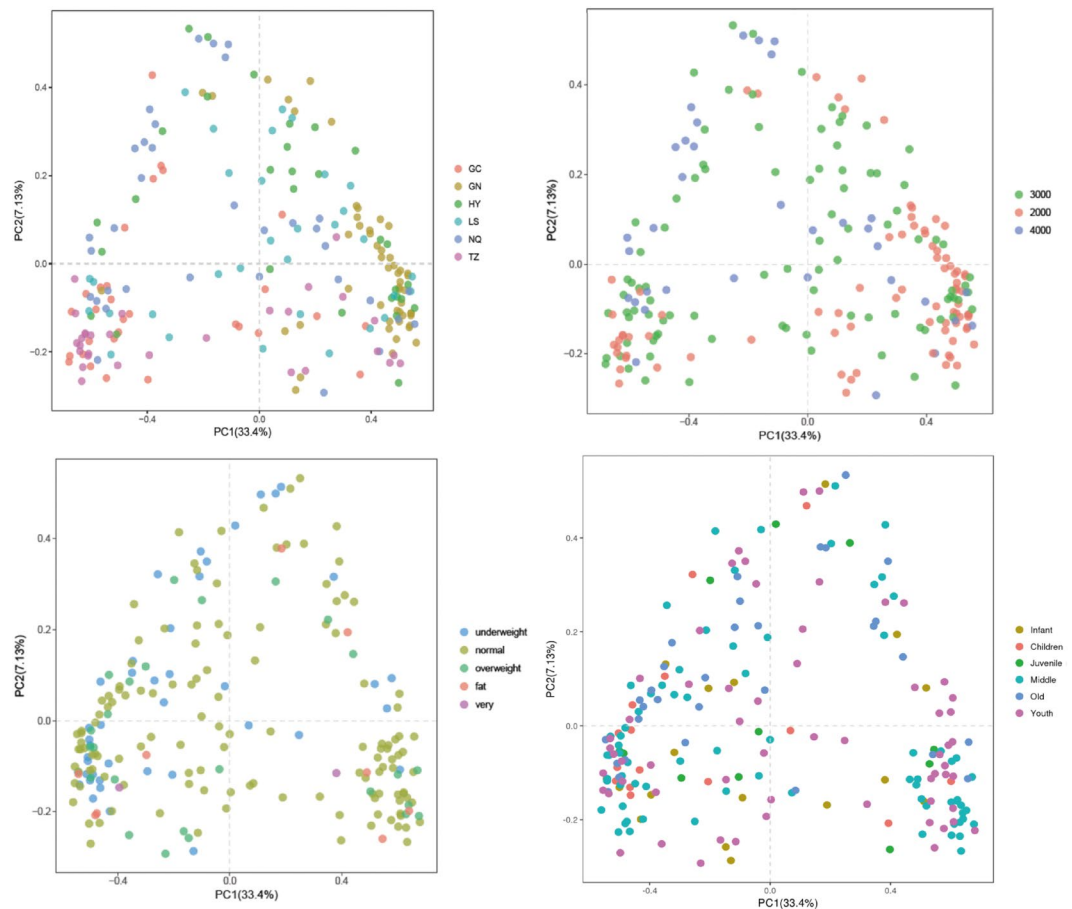 0.4
0.2
0.0
−0.2
PC2(7.13%)
−0.4
0.0
0.4
PC1(33.4%)
GC
GN
HY
LS
NQ
TZ
0.4
0.2
0.0
−0.2
PC2(7.13%)
−0.4
0.0
0.4
PC1(33.4%)
3000
2000
4000
0.4
0.2
0.0
−0.2
PC2(7.13%)
−0.4
0.0
0.4
PC1(33.4%)
underweight
normal
overweight
fat
very
0.4
0.2
0.0
-0.2
PC2(7.13%)
-0.4
0.0
0.4
PC1(33.4%)
Infant
Children
Juvenile
Middle
Old
Youth